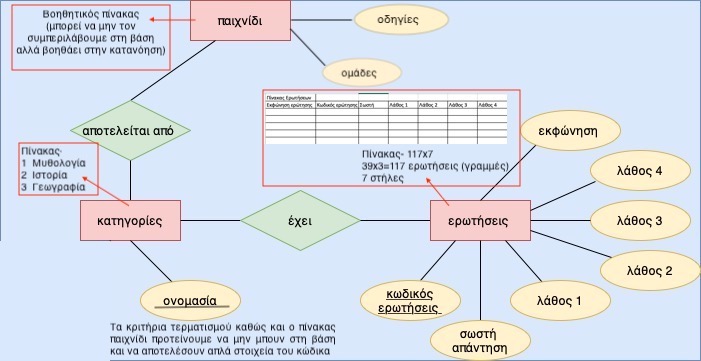 Βοηθητικός πίνακας
(μπορεί να μην τον
συμπεριλάβουμε στη βάση
αλλά βοηθάει στην κατανόηση)
παιχνίδι
οδηγίες
ομάδες
αποτελείται από
Πίνακας Ερωτήσεων
Εκφώνηση ερώτησης Κωδικός ερώτησης Σωστή Λάθος 1 Λάθος 2 Λάθος 3 Λάθος 4
Πίνακας- 117x7
39x3=117 ερωτήσεις (γραμμές)
7 στήλες
εκφώνηση
Πίνακας·
1 Μυθολογία
2 Ιστορία
3 Γεωγραφία
λάθος 4
κατηγορίες
έχει
ερωτήσεις
λάθος 3
λάθος 2
ονομασία
κωδικός
ερωτήσεις
λάθος 1
σωστή
απάντηση
Τα κριτήρια τερματισμού καθώς και ο πίνακας
παιχνίδι προτείνουμε να μην μπουν στη βάση
και να αποτελέσουν απλά στοιχεία του κώδικα